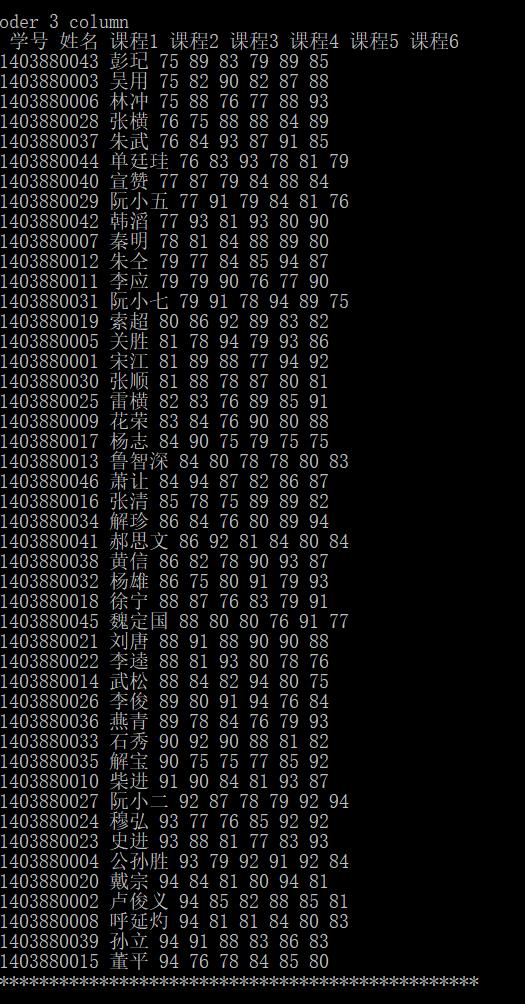 oder 3 column
学号 姓名 课程1 课程2 课程3 课程4 课程5 课程6
1403880043 彭玘 75 89 83 79 89 85
1403880003 吴用 75 82 90 82 87 88
1403880006 林冲 75 88 76 77 88 93
1403880028 张横 76 75 88 88 84 89
1403880037 朱武 76 84 93 87 91 85
1403880044 单廷珪 76 83 93 78 81 79
1403880040 宣赞 77 87 79 84 88 84
1403880029 阮小五 77 91 79 84 81 76
1403880042 韩滔 77 93 81 93 80 90
1403880007 秦明 78 81 84 88 89 80
1403880012 朱仝 79 77 84 85 94 87
1403880011 李应 79 79 90 76 77 90
1403880031 阮小七 79 91 78 94 89 75
1403880019 索超 80 86 92 89 83 82
1403880005 关胜 81 78 94 79 93 86
1403880001 宋江 81 89 88 77 94 92
1403880030 张顺 81 88 78 87 80 81
1403880025 雷横 82 83 76 89 85 91
1403880009 花荣 83 84 76 90 80 88
1403880017 杨志 84 90 75 79 75 75
1403880013 鲁智深 84 80 78 78 80 83
1403880046 萧让 84 94 87 82 86 87
1403880016 张清 85 78 75 89 89 82
1403880034 解珍 86 84 76 80 89 94
1403880041 郝思文 86 92 81 84 80 84
1403880038 黄信 86 82 78 90 93 87
1403880032 杨雄 86 75 80 91 79 93
1403880018 徐宁 88 87 76 83 79 91
1403880045 魏定国 88 80 80 76 91 77
1403880021 刘唐 88 91 88 90 90 88
1403880022 李逵 88 81 93 80 78 76
1403880014 武松 88 84 82 94 80 75
1403880026 李俊 89 80 91 94 76 84
1403880036 燕青 89 78 84 76 79 93
1403880033 石秀 90 92 90 88 81 82
1403880035 解宝 90 75 75 77 85 92
1403880010 柴进 91 90 84 81 93 87
1403880027 阮小二 92 87 78 79 92 94
1403880024 穆弘 93 77 76 85 92 92
1403880023 史进 93 88 81 77 83 93
1403880004 公孙胜 93 79 92 91 92 84
1403880020 戴宗 94 84 81 80 94 81
1403880002 卢俊义 94 85 82 88 85 81
1403880008 呼延灼 94 81 81 84 80 83
1403880039 孙立 94 91 88 83 86 83
1403880015 董平 94 76 78 84 85 80
************************************************